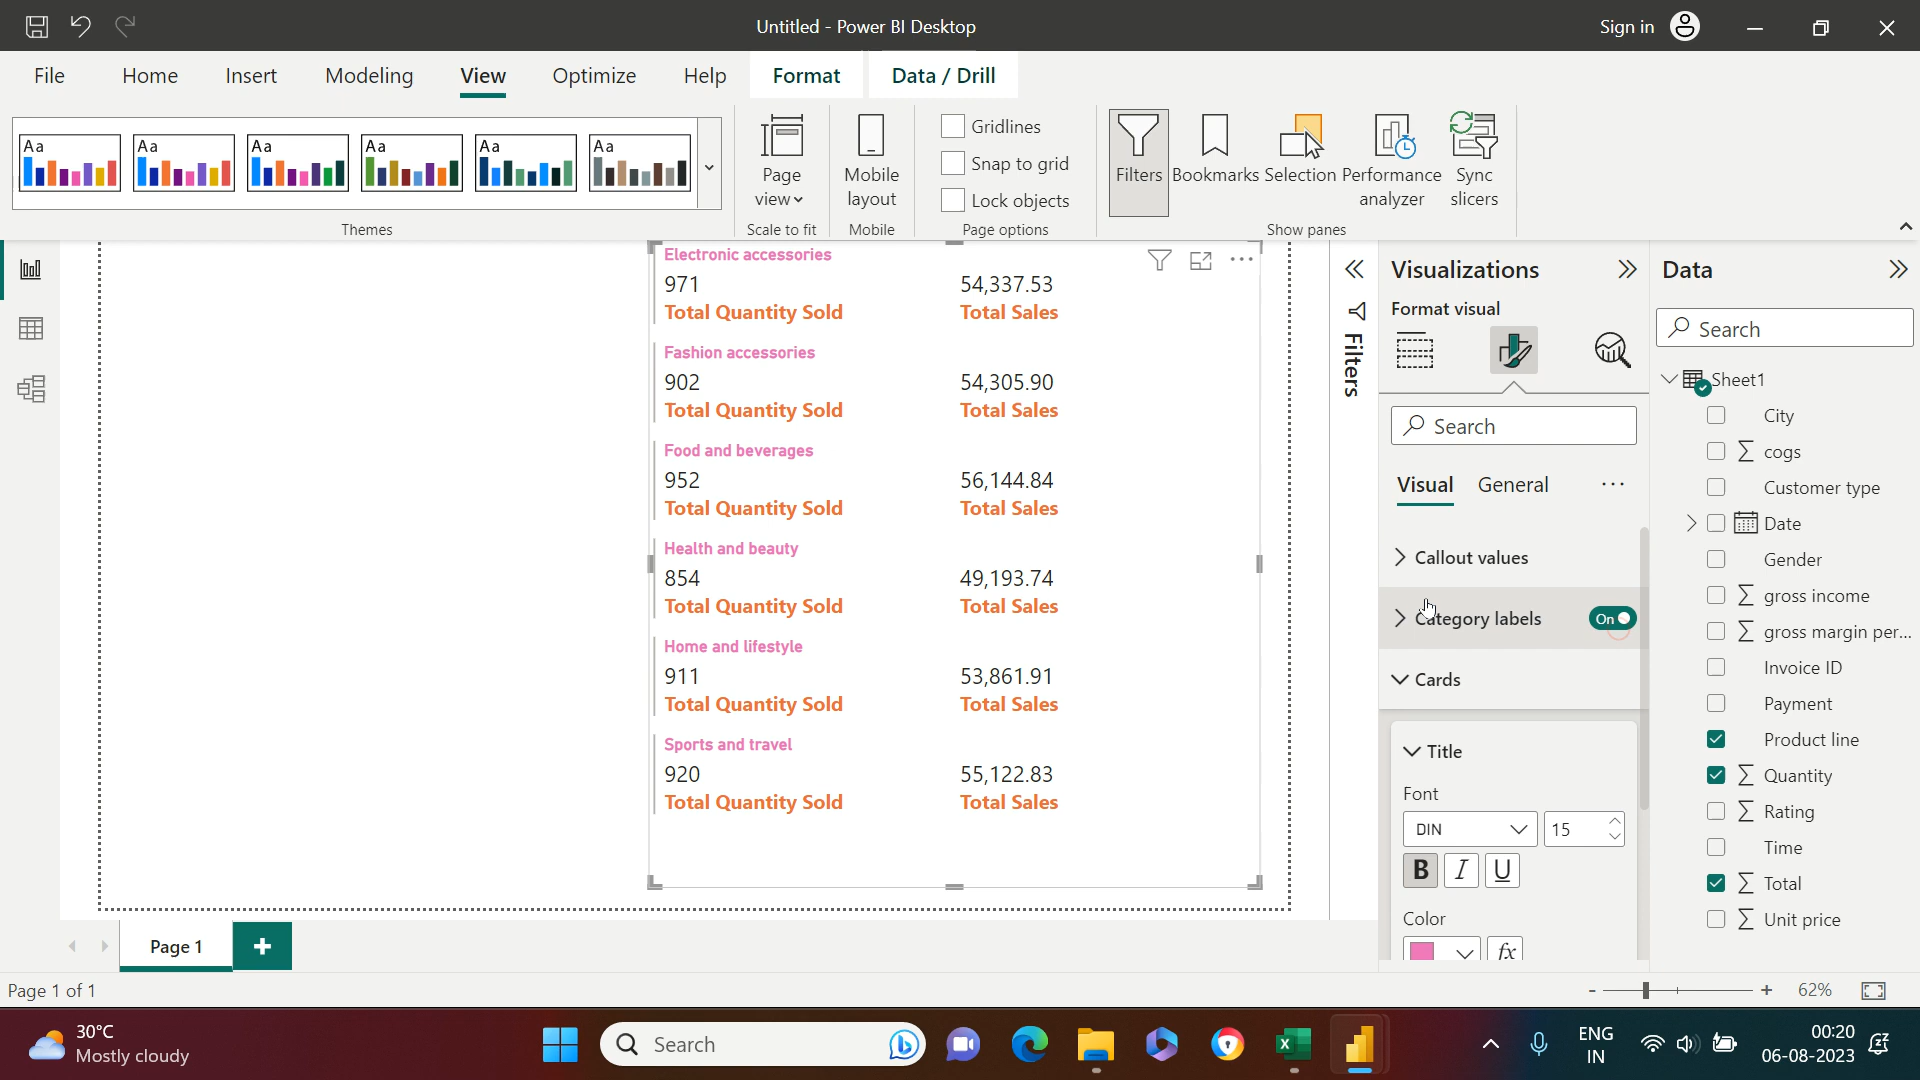 Untitled - Power BI Desktop
Sign in
File Home Insert Modeling View Optimize Help Format Data / Drill
Aa Aa Aa Aa Aa Aa
Themes
Page view
Scale to fit
Mobile layout
Mobile
Gridlines
Snap to grid
Lock objects
Page options
Filters
Bookmarks
Selection
Performance analyzer
Sync slicers
Show panes
Electronic accessories
971 54,337.53
Total Quantity Sold Total Sales
Fashion accessories
902 54,305.90
Total Quantity Sold Total Sales
Food and beverages
952 56,144.84
Total Quantity Sold Total Sales
Health and beauty
854 49,193.74
Total Quantity Sold Total Sales
Home and lifestyle
911 53,861.91
Total Quantity Sold Total Sales
Sports and travel
920 55,122.83
Total Quantity Sold Total Sales
Filters
Visualizations
Format visual
Search
Visual General
Callout values
Category labels On
Cards
Title
Font
DIN 15
B I U
Color
fx
Data
Search
Sheet1
City
∑ cogs
Customer type
Date
Gender
∑ gross income
∑ gross margin per...
Invoice ID
Payment
Product line
∑ Quantity
∑ Rating
Time
∑ Total
∑ Unit price
Page 1 +
Page 1 of 1
- + 62%
30°C
Mostly cloudy
Search
ENG
IN
00:20
06-08-2023